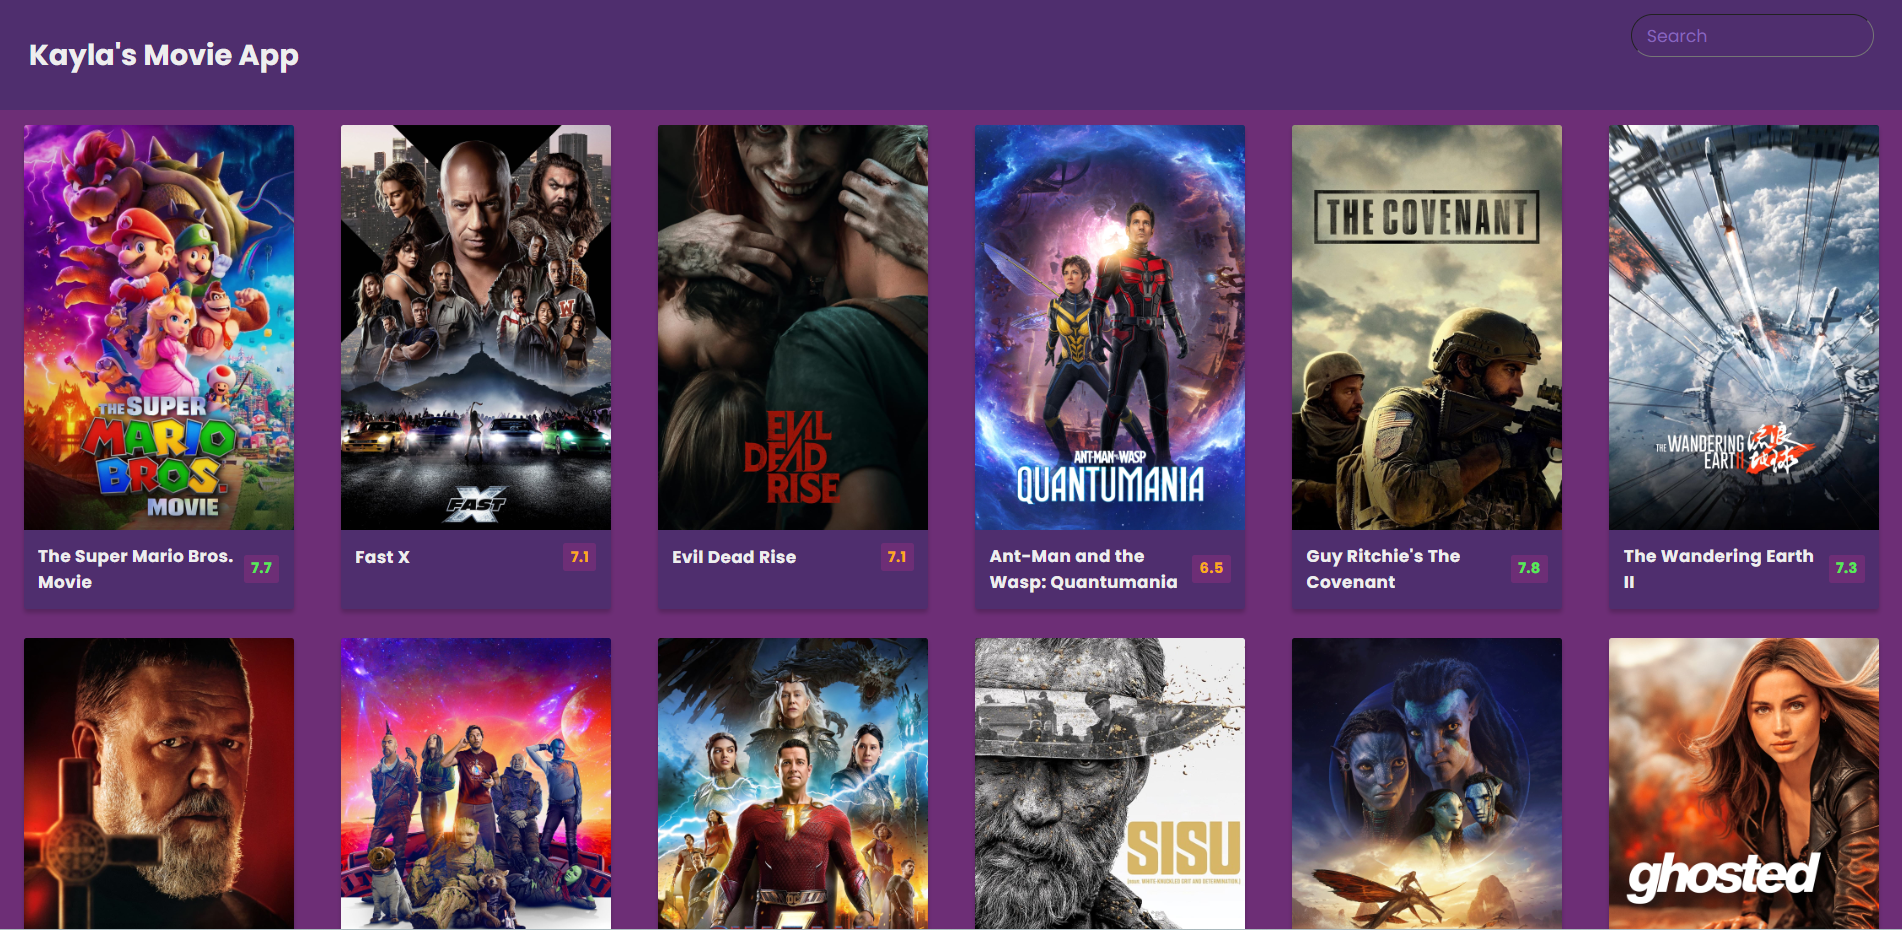 Kayla's Movie App
Search
THE SUPER
MARIO
BROS.
MOVIE
FAST X
EVIL
DEAD
RISE
ANT-MAN AND THE WASP
QUANTUMANIA
THE COVENANT
THE WANDERING
EARTH II
流浪
地球
The Super Mario Bros.
Movie
7.7
Fast X
7.1
Evil Dead Rise
7.1
Ant-Man and the
Wasp: Quantumania
6.5
Guy Ritchie's The
Covenant
7.8
The Wandering Earth
II
7.3
SISU
ghosted